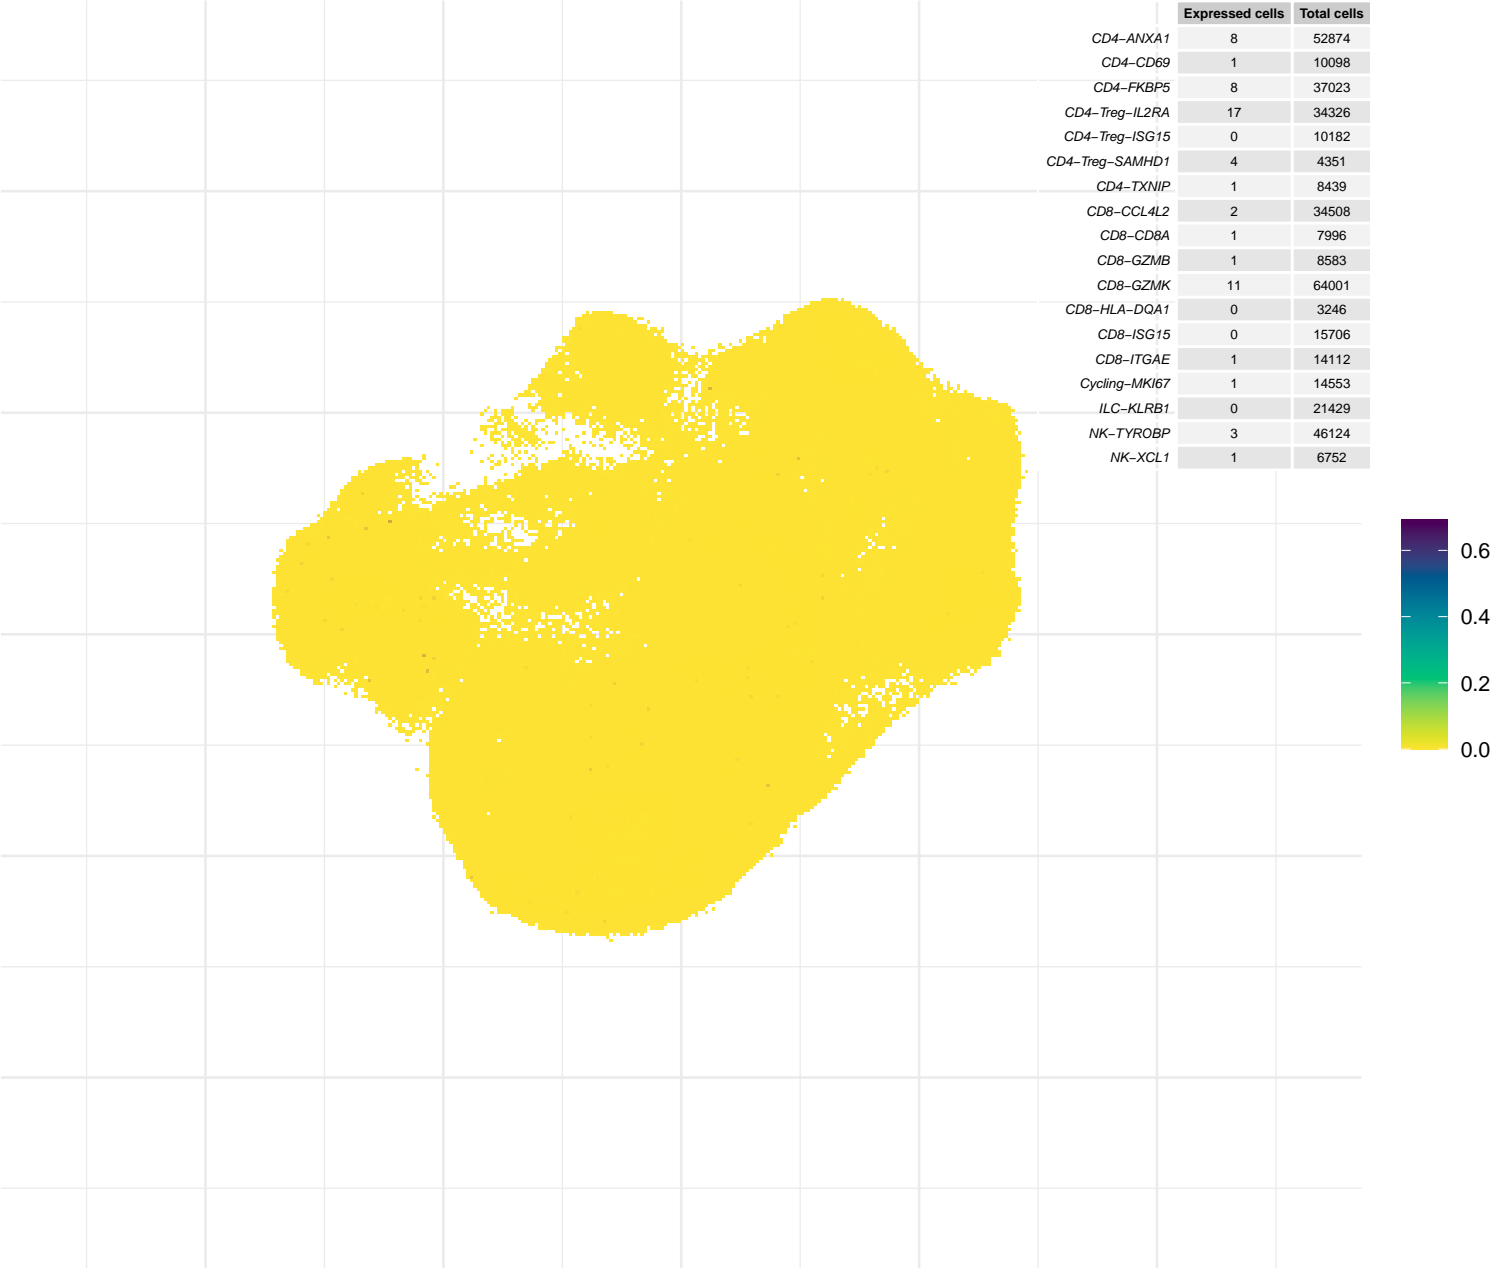 Expressed cells Total cells
CD4−ANXA1 8 52874
CD4−CD69 1 10098
CD4−FKBP5 8 37023
CD4−Treg−IL2RA 17 34326
CD4−Treg−ISG15 0 10182
CD4−Treg−SAMHD1 4 4351
CD4−TXNIP 1 8439
CD8−CCL4L2 2 34508
CD8−CD8A 1 7996
CD8−GZMB 1 8583
CD8−GZMK 11 64001
CD8−HLA−DQA1 0 3246
CD8−ISG15 0 15706
CD8−ITGAE 1 14112
Cycling−MKI67 1 14553
ILC−KLRB1 0 21429
NK−TYROBP 3 46124
NK−XCL1 1 6752
0.6
0.4
0.2
0.0